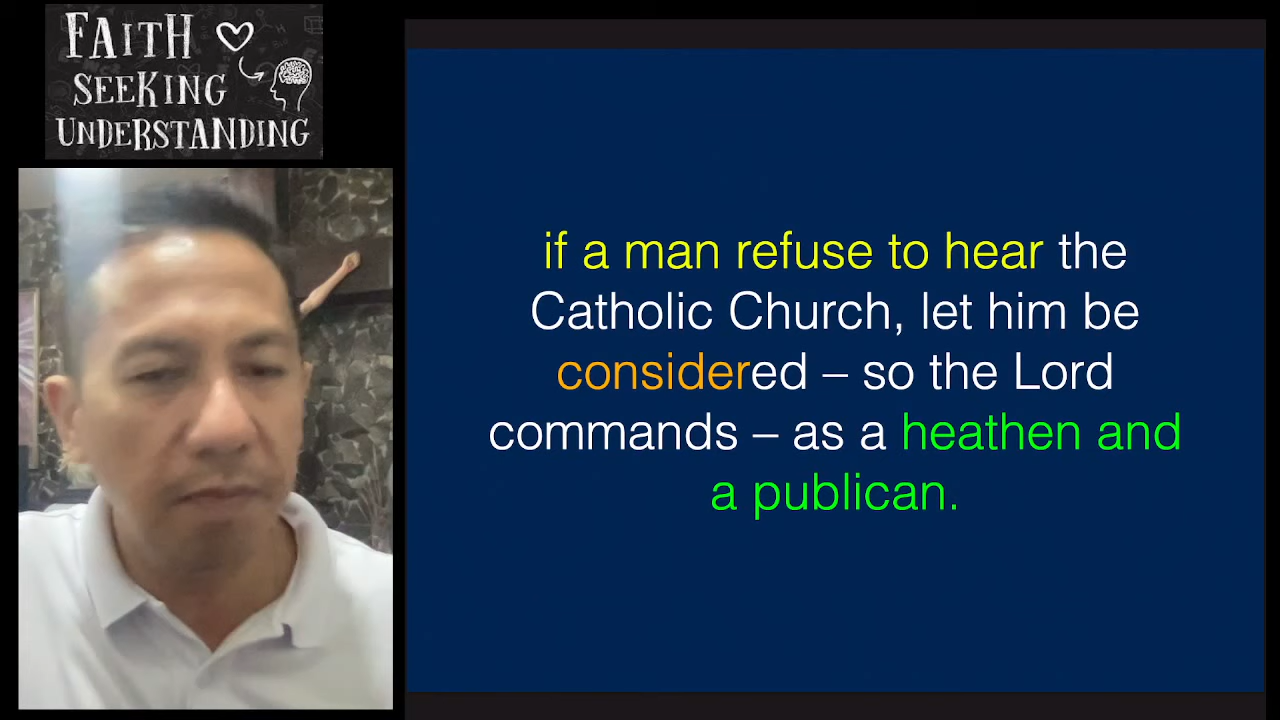 FAITH
SEEKING
UNDERSTANDING
if a man refuse to hear the
Catholic Church, let him be
considered – so the Lord
commands – as a heathen and
a publican.